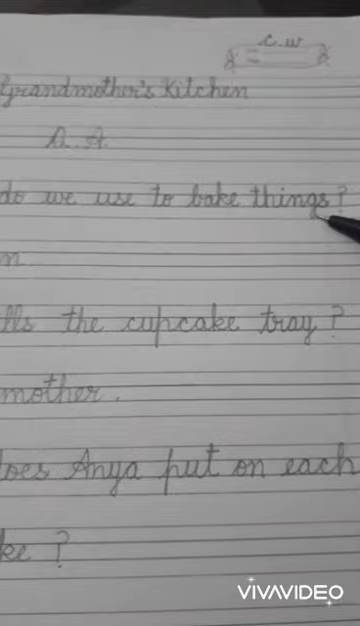 C.W
Grandmother's Kitchen
Q.A.
do we use to bake things?
n
lls the cupcake tray?
mother.
does Anya put on each
ke ?
VIVAVIDEO